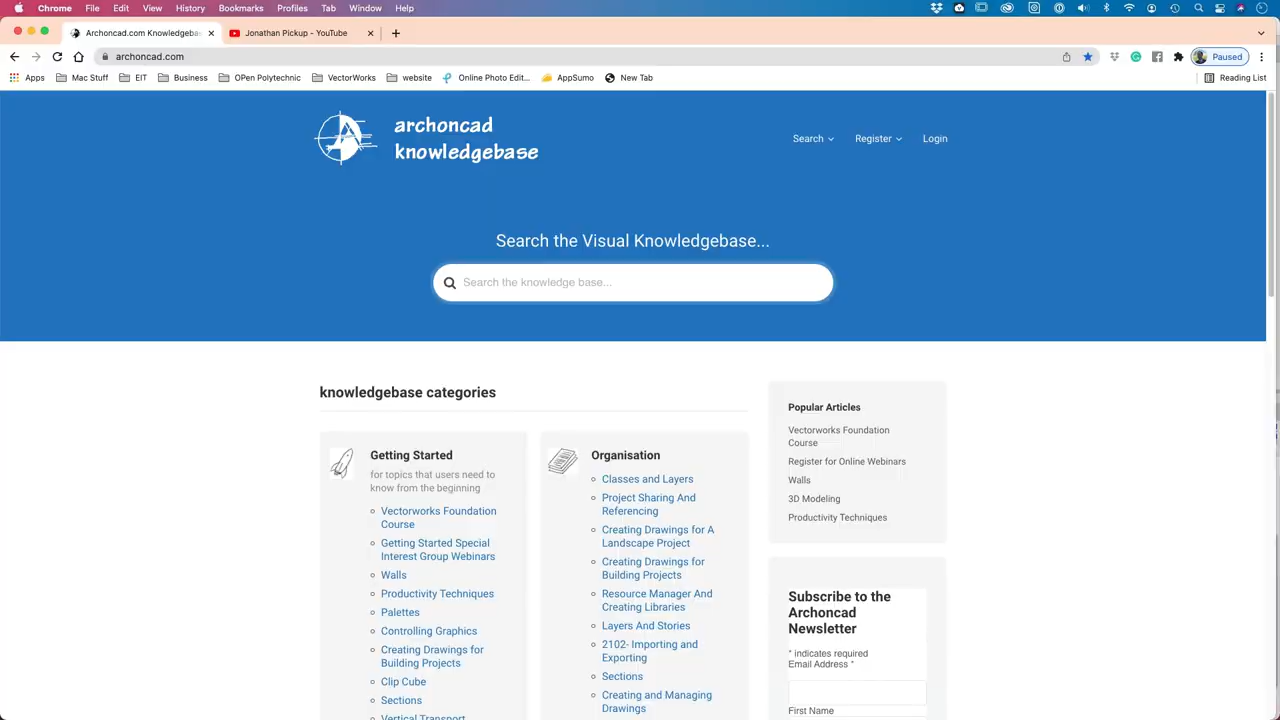 Chrome File Edit View History Bookmarks Profiles Tab Window Help
Archoncad.com Knowledgeba
Jonathan Pickup - YouTube
archoncad.com
Paused
Apps Mac Stuff EIT Business OPen Polytechnic VectorWorks website Online Photo Edit... AppSumo New Tab Reading List
archoncad
knowledgebase
Search Register Login
Search the Visual Knowledgebase...
Search the knowledge base...
knowledgebase categories
Getting Started
for topics that users need to
know from the beginning
Vectorworks Foundation
Course
Getting Started Special
Interest Group Webinars
Walls
Productivity Techniques
Palettes
Controlling Graphics
Creating Drawings for
Building Projects
Clip Cube
Sections
Vertical Transport
Organisation
Classes and Layers
Project Sharing And
Referencing
Creating Drawings for A
Landscape Project
Creating Drawings for
Building Projects
Resource Manager And
Creating Libraries
Layers And Stories
2102- Importing and
Exporting
Sections
Creating and Managing
Drawings
Popular Articles
Vectorworks Foundation
Course
Register for Online Webinars
Walls
3D Modeling
Productivity Techniques
Subscribe to the
Archoncad
Newsletter
* indicates required
Email Address *
First Name